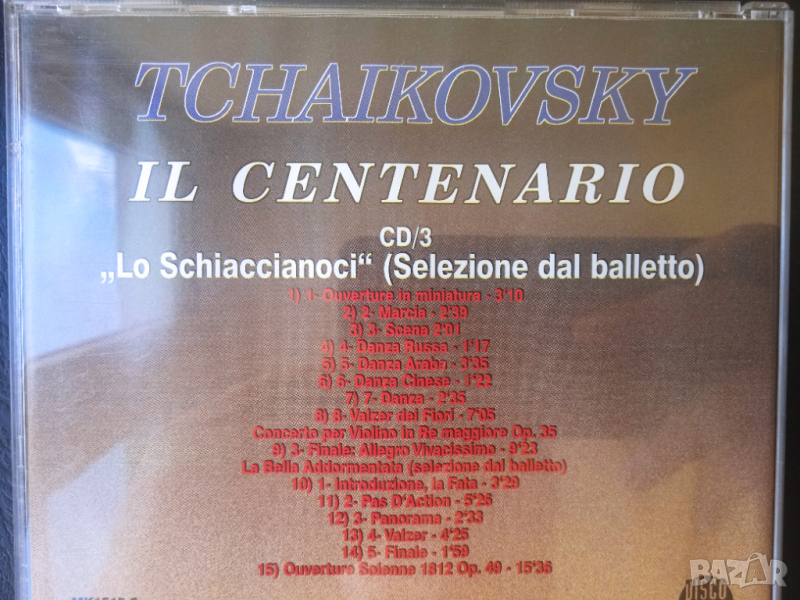 TCHAIKOVSKY
IL CENTENARIO
CD/3
„Lo Schiaccianoci“ (Selezione dal balletto)
1) 1- Ouverture in miniatura - 3'10
2) 2- Marcia - 2'39
3) 3- Scena 2'01
4) 4- Danza Russa - 1'17
5) 5- Danza Araba - 3'35
6) 6- Danza Cinese - 1'22
7) 7- Danza - 2'35
8) 8- Valzer dei Fiori - 7'05
Concerto per Violino in Re maggiore Op. 35
9) 3- Finale: Allegro Vivacissimo - 9'23
La Bella Addormentata (selezione dal balletto)
10) 1- Introduzione, la Fata - 3'29
11) 2- Pas D'Action - 5'26
12) 3- Panorama - 2'33
13) 4- Valzer - 4'25
14) 5- Finale - 1'59
15) Ouverture Solenne 1812 Op. 49 - 15'36
DISCO
BAZAR
bg